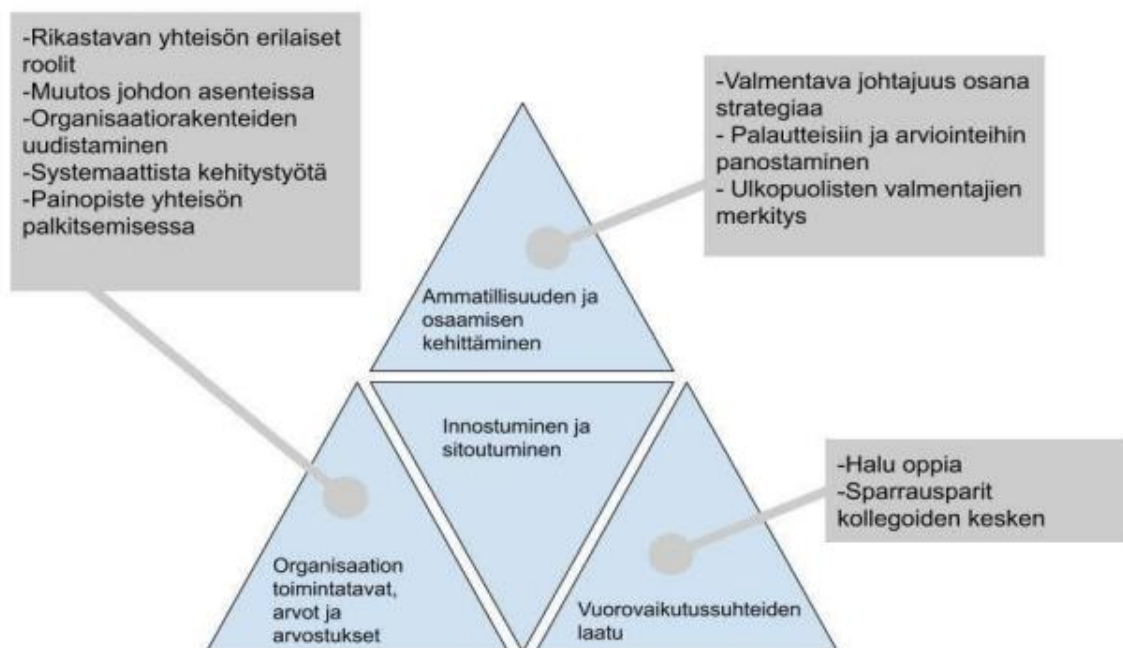 -Rikastavan yhteisön erilaiset
roolit
-Muutos johdon asenteissa
-Organisaatiorakenteiden
uudistaminen
-Systemaattista kehitystyötä
-Painopiste yhteisön
palkitsemisessa
-Valmentava johtajuus osana
strategiaa
- Palautteisiin ja arviointeihin
panostaminen
- Ulkopuolisten valmentajien
merkitys
Ammatillisuuden ja
osaamisen
kehittäminen
Innostuminen ja
sitoutuminen
-Halu oppia
-Sparrausparit
kollegoiden kesken
Organisaation
toimintatavat,
arvot ja
arvostukset
Vuorovaikutussuhteiden
laatu